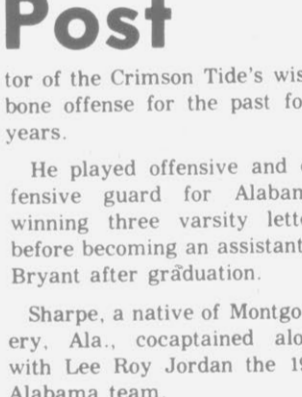 Post
tor of the Crimson Tide's wis
bone offense for the past fo
years.
He played offensive and
fensive guard for Alaban
winning three varsity lett
before becoming an assistant
Bryant after graduation.
Sharpe, a native of Montgo
ery, Ala., cocaptained alo
with Lee Roy Jordan the 19
Alabama team.